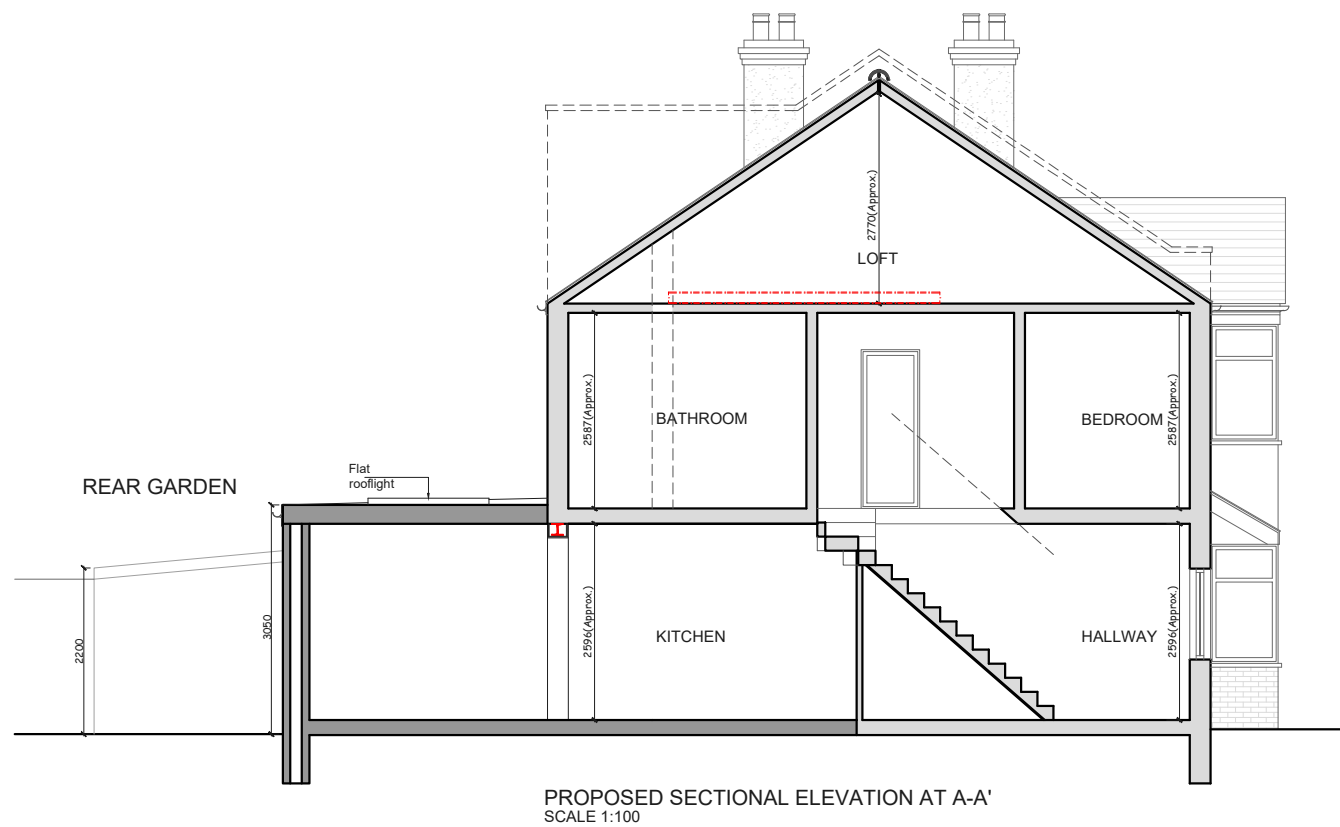 2770(Approx.)
LOFT
2587(Approx.)
BATHROOM
BEDROOM
2587(Approx.)
REAR GARDEN
Flat
rooflight
2200
3050
2596(Approx.)
KITCHEN
HALLWAY
2596(Approx.)
PROPOSED SECTIONAL ELEVATION AT A-A'
SCALE 1:100